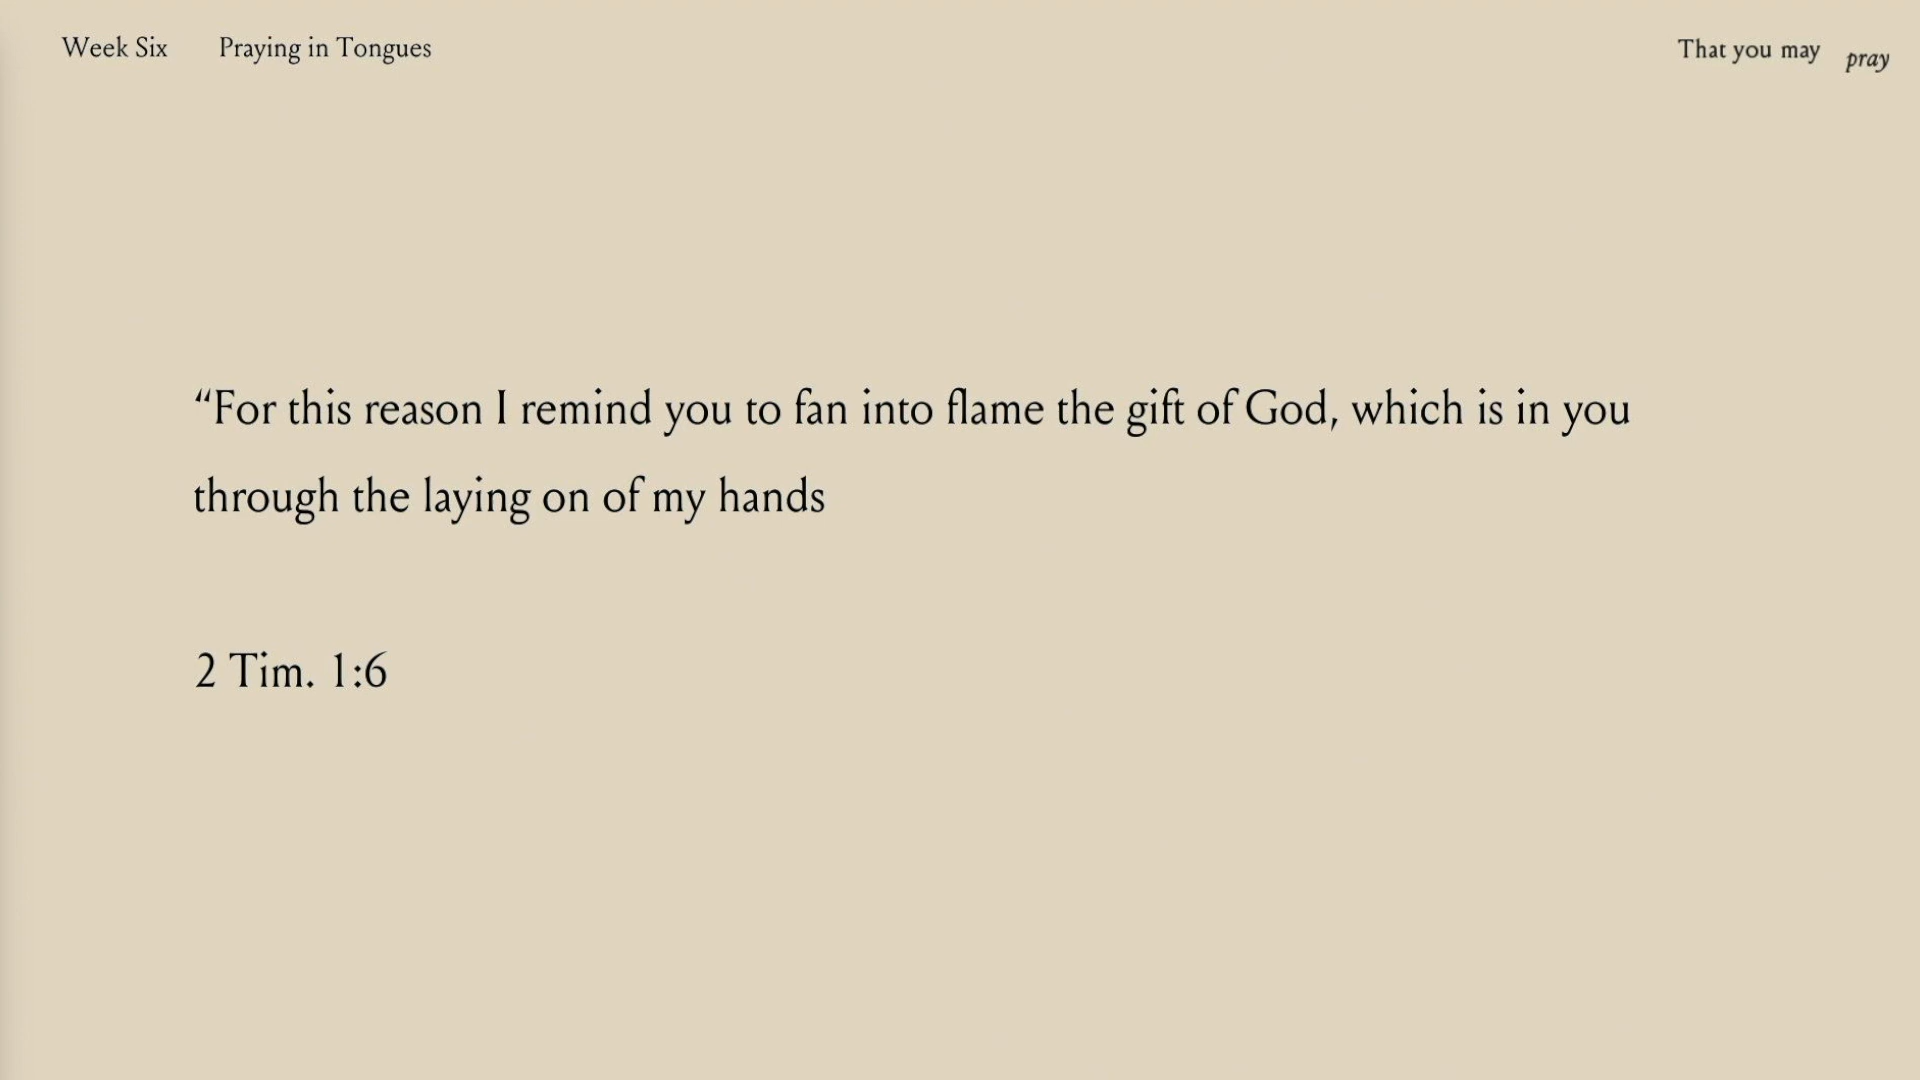 Week Six Praying in Tongues
That you may pray
“For this reason I remind you to fan into flame the gift of God, which is in you
through the laying on of my hands
2 Tim. 1:6